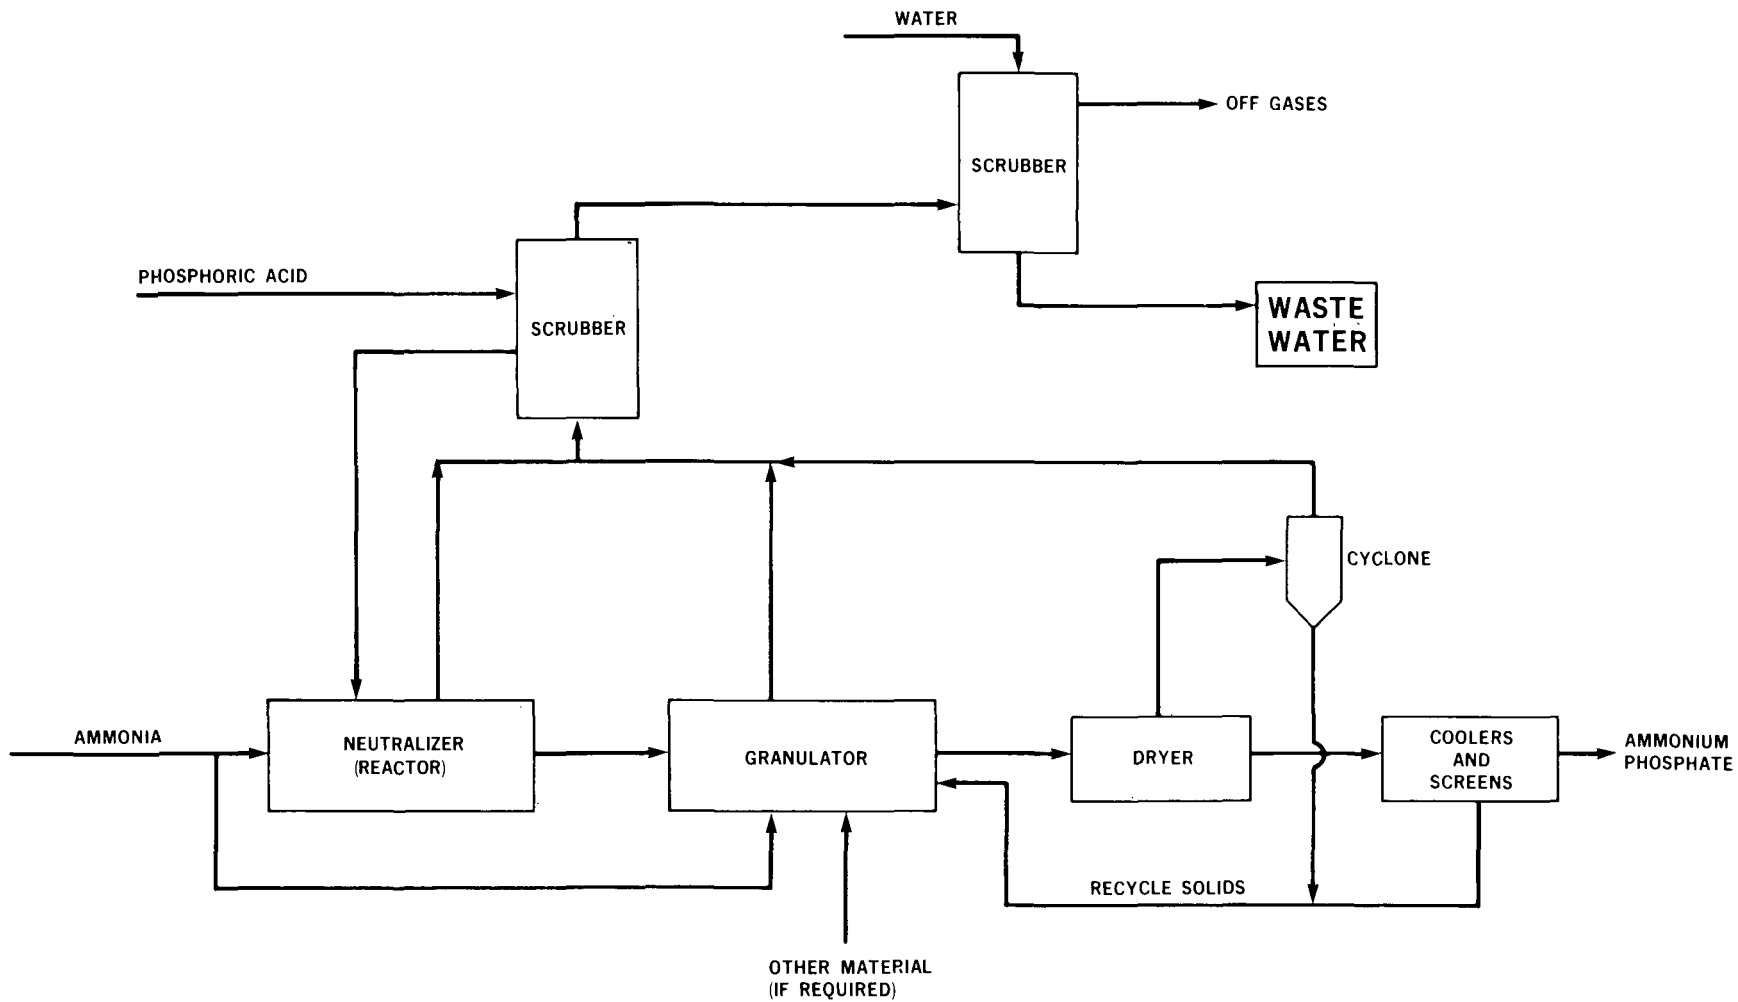 WATER
OFF GASES
SCRUBBER
PHOSPHORIC ACID
SCRUBBER
WASTE
WATER
CYCLONE
AMMONIA
NEUTRALIZER
(REACTOR)
GRANULATOR
DRYER
COOLERS
AND
SCREENS
AMMONIUM
PHOSPHATE
RECYCLE SOLIDS
OTHER MATERIAL
(IF REQUIRED)